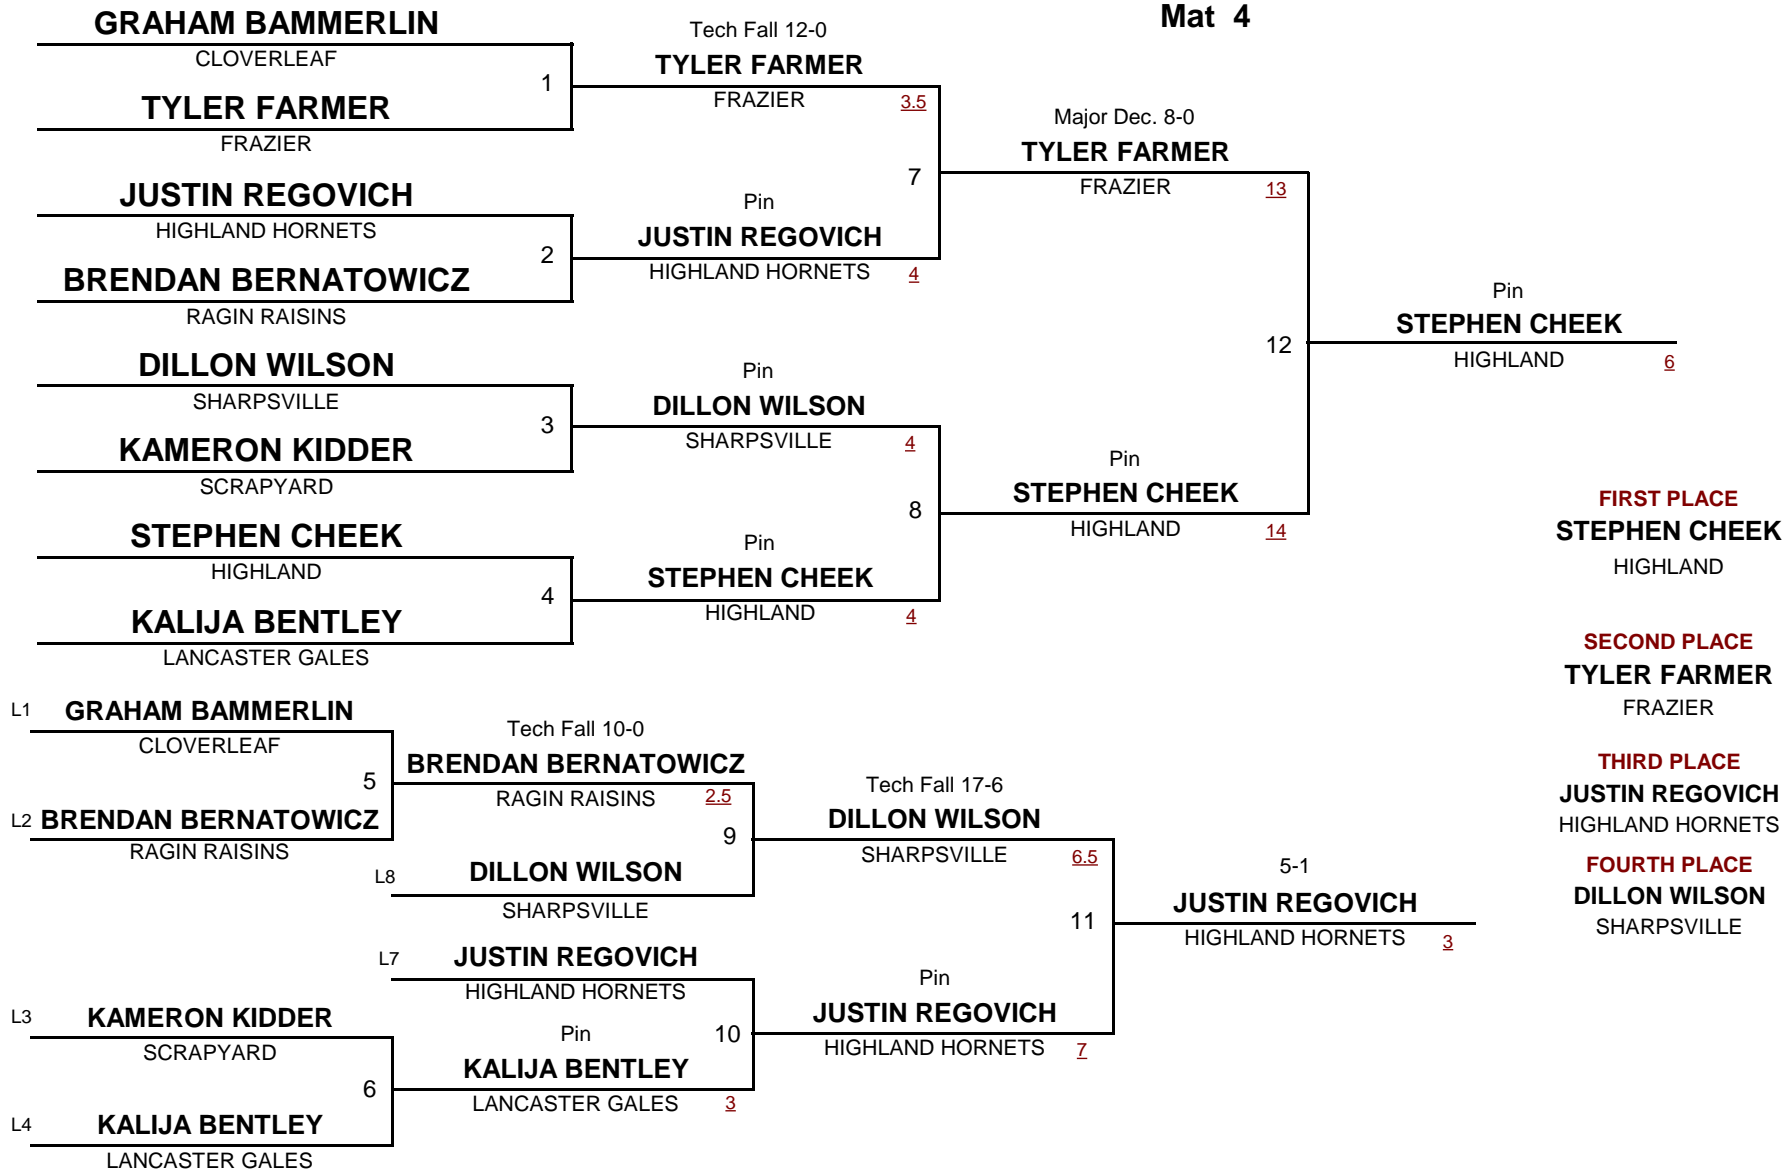 Mat 4
GRAHAM BAMMERLIN
CLOVERLEAF
1
TYLER FARMER
FRAZIER
JUSTIN REGOVICH
HIGHLAND HORNETS
2
BRENDAN BERNATOWICZ
RAGIN RAISINS
DILLON WILSON
SHARPSVILLE
3
KAMERON KIDDER
SCRAPYARD
STEPHEN CHEEK
HIGHLAND
4
KALIJA BENTLEY
LANCASTER GALES
Tech Fall 12-0
TYLER FARMER
FRAZIER 3.5
7
Pin
JUSTIN REGOVICH
HIGHLAND HORNETS 4
Pin
DILLON WILSON
SHARPSVILLE 4
8
Pin
STEPHEN CHEEK
HIGHLAND 4
Major Dec. 8-0
TYLER FARMER
FRAZIER 13
12
Pin
STEPHEN CHEEK
HIGHLAND 14
Pin
STEPHEN CHEEK
HIGHLAND 6
L1 GRAHAM BAMMERLIN
CLOVERLEAF
5
L2 BRENDAN BERNATOWICZ
RAGIN RAISINS
L3 KAMERON KIDDER
SCRAPYARD
6
L4 KALIJA BENTLEY
LANCASTER GALES
Tech Fall 10-0
BRENDAN BERNATOWICZ
RAGIN RAISINS 2.5
9
L8 DILLON WILSON
SHARPSVILLE
L7 JUSTIN REGOVICH
HIGHLAND HORNETS
10
Pin
KALIJA BENTLEY
LANCASTER GALES 3
Tech Fall 17-6
DILLON WILSON
SHARPSVILLE 6.5
11
Pin
JUSTIN REGOVICH
HIGHLAND HORNETS 7
5-1
JUSTIN REGOVICH
HIGHLAND HORNETS 3
FIRST PLACE
STEPHEN CHEEK
HIGHLAND
SECOND PLACE
TYLER FARMER
FRAZIER
THIRD PLACE
JUSTIN REGOVICH
HIGHLAND HORNETS
FOURTH PLACE
DILLON WILSON
SHARPSVILLE